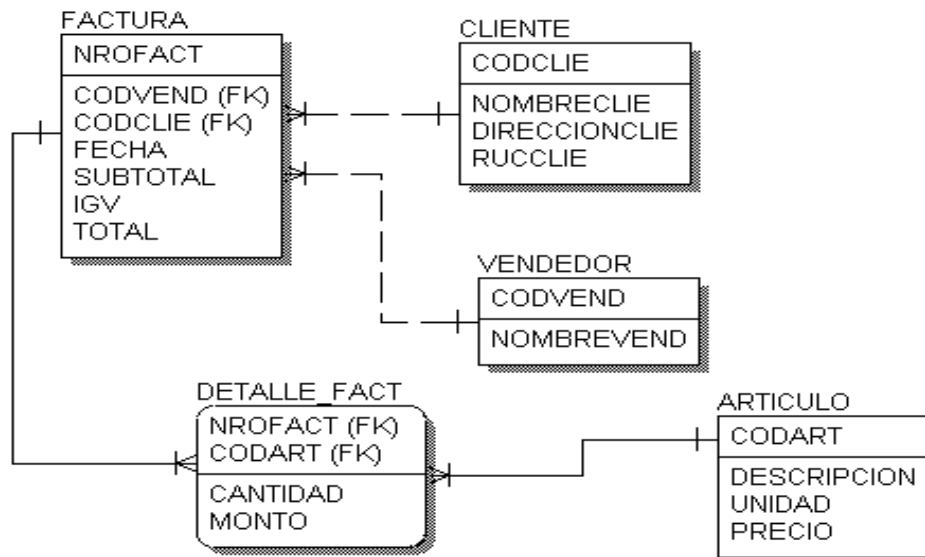 FACTURA
NROFACT
CODVEND (FK)
CODCLIE (FK)
FECHA
SUBTOTAL
IGV
TOTAL
CLIENTE
CODCLIE
NOMBRECLIE
DIRECCIONCLIE
RUCCLIE
VENDEDOR
CODVEND
NOMBREVEND
DETALLE_FACT
NROFACT (FK)
CODART (FK)
CANTIDAD
MONTO
ARTICULO
CODART
DESCRIPCION
UNIDAD
PRECIO